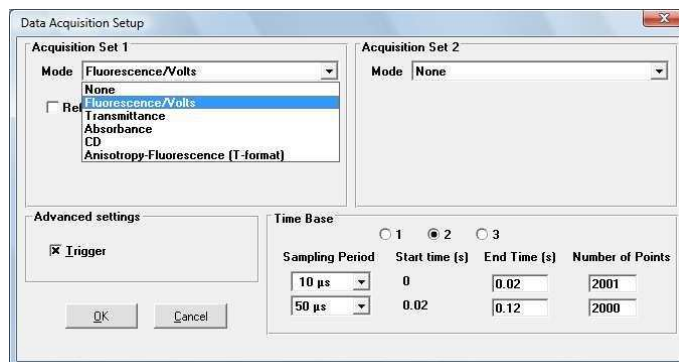 Data Acquisition Setup
Acquisition Set 1
Mode Fluorescence/Volts
None
Fluorescence/Volts
Transmittance
Absorbance
CD
Anisotropy-Fluorescence (T-format)
Acquisition Set 2
Mode None
Advanced settings
Trigger
OK Cancel
Time Base
1 2 3
Sampling Period Start time (s) End Time (s) Number of Points
10 µs 0 0.02 2001
50 µs 0.02 0.12 2000